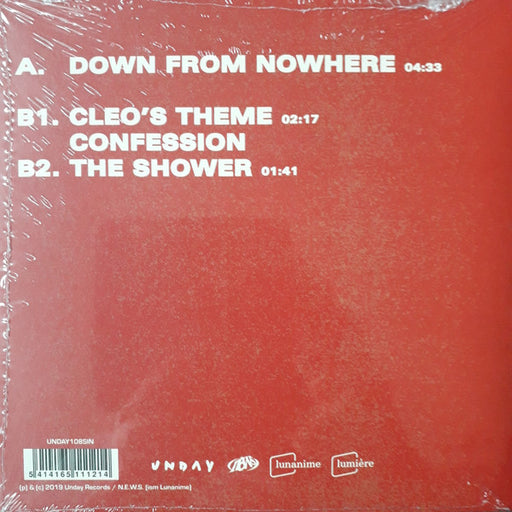 A. DOWN FROM NOWHERE 04:33
B1. CLEO'S THEME 02:17
CONFESSION
B2. THE SHOWER 01:41
UNDAY108SIN
5 414165 111214
UNDAY
lunanime
lumière
(p) & (c) 2019 Unday Records / N.E.W.S. [ism Lunanime]